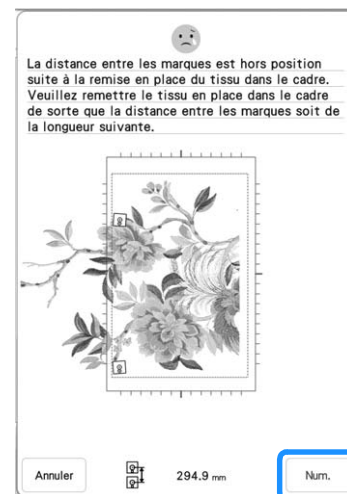 La distance entre les marques est hors position
suite à la remise en place du tissu dans le cadre.
Veuillez remettre le tissu en place dans le cadre
de sorte que la distance entre les marques soit de
la longueur suivante.
Annuler
294.9 mm
Num.